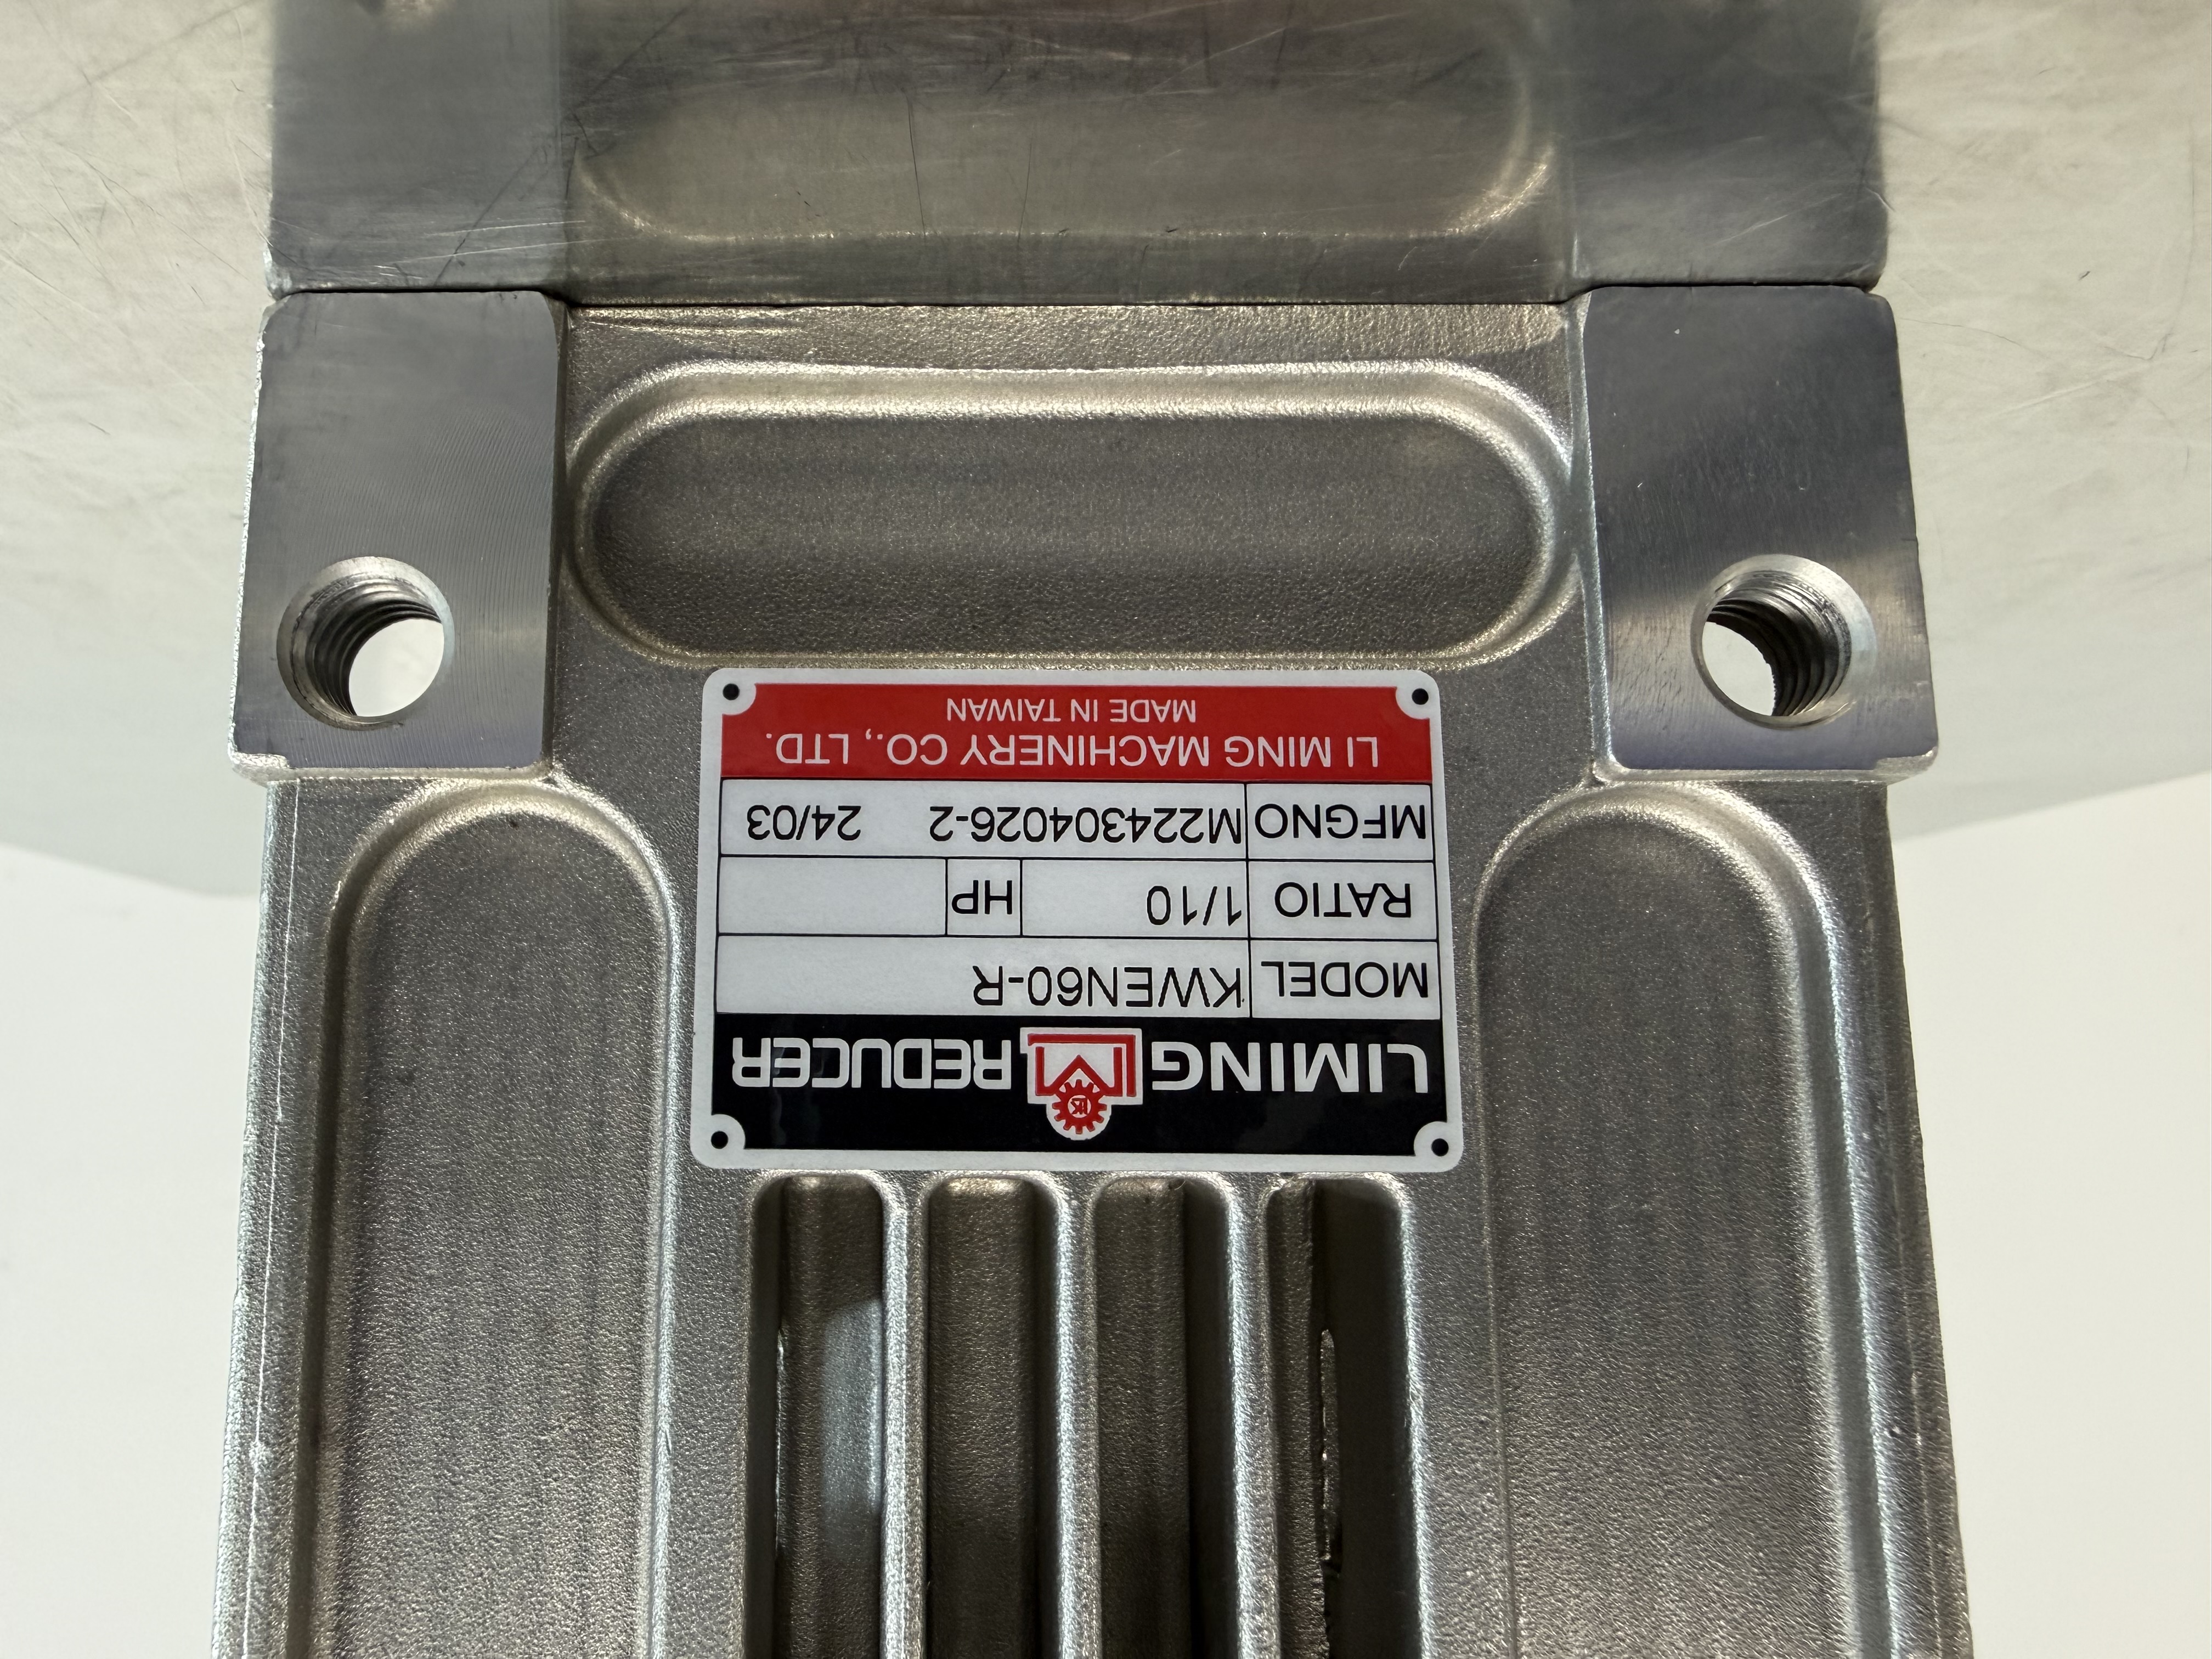 LIMING REDUCER
MODEL KWEN60-R
RATIO 1/10 HP
MFGNO M224304026-2 24/03
LI MING MACHINERY CO., LTD.
MADE IN TAIWAN